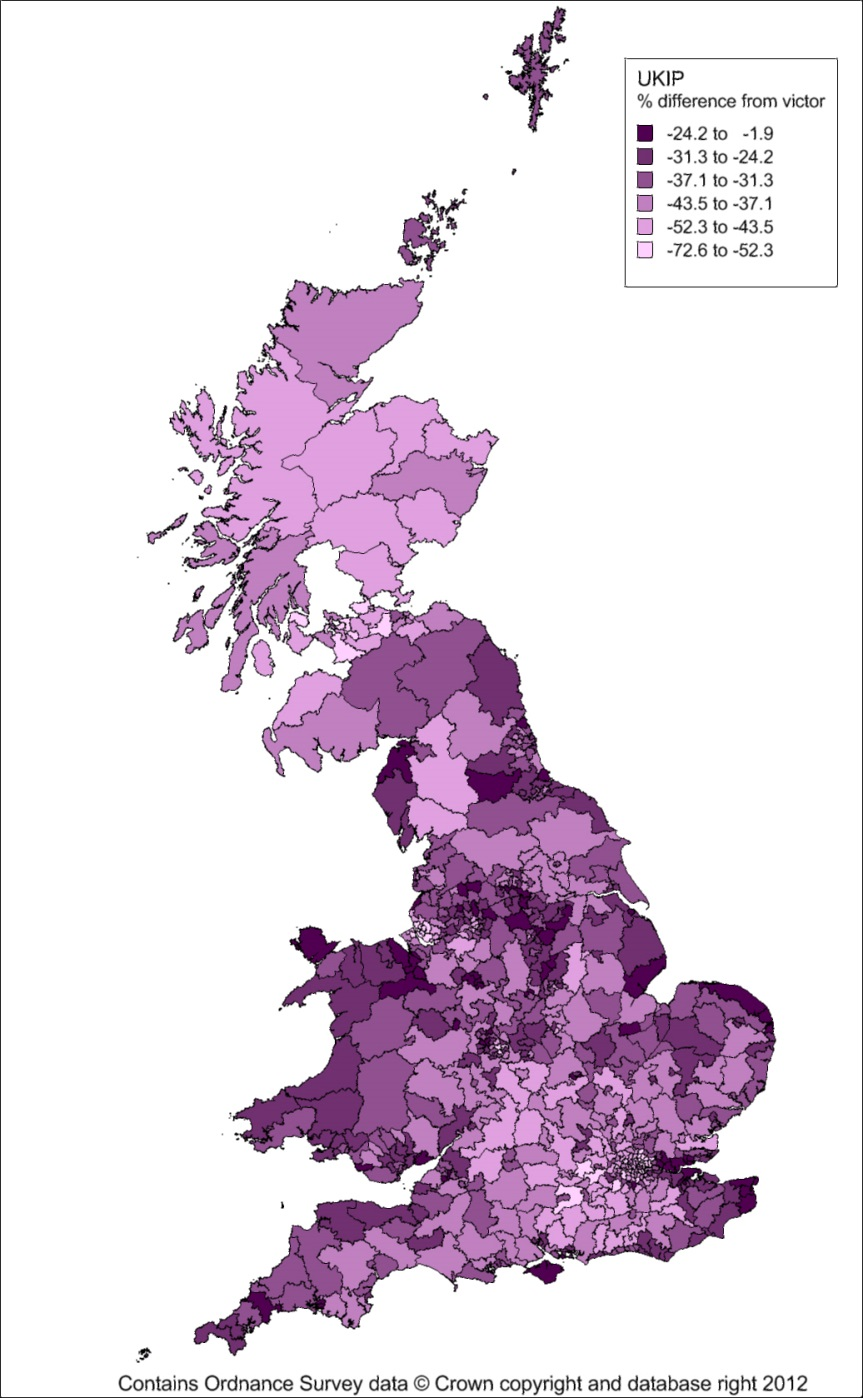 UKIP
% difference from victor
-24.2 to -1.9
-31.3 to -24.2
-37.1 to -31.3
-43.5 to -37.1
-52.3 to -43.5
-72.6 to -52.3
Contains Ordnance Survey data © Crown copyright and database right 2012